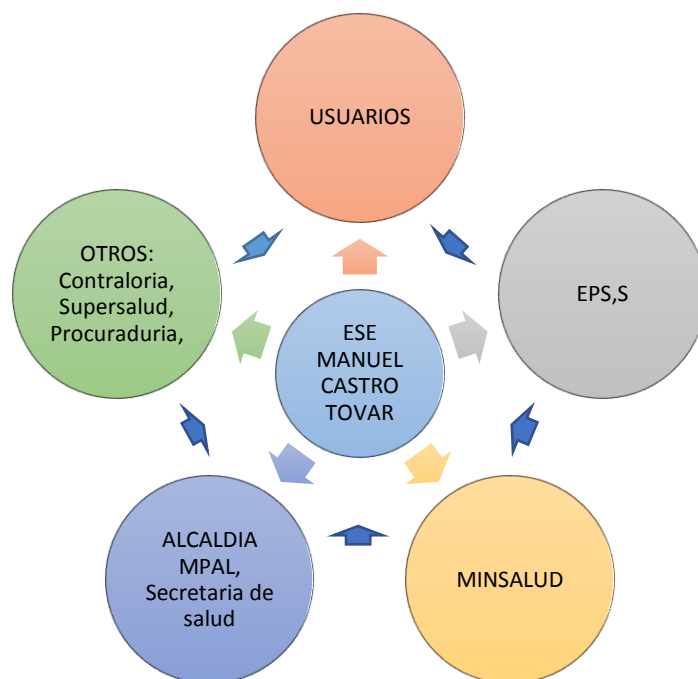 USUARIOS
OTROS:
Contraloria,
Supersalud,
Procuraduria,
EPS,S
ESE
MANUEL
CASTRO
TOVAR
ALCALDIA
MPAL,
Secretaria de
salud
MINSALUD